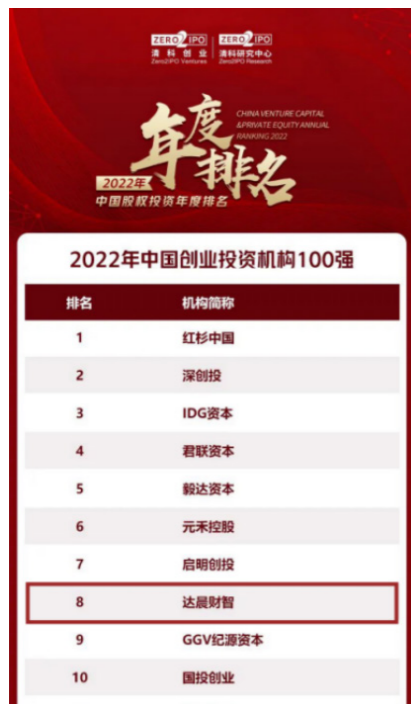 ZERO2IPO ZERO2IPO
清科创业 清科研究中心
Zero2IPO Ventures Zero2IPO Research
年度排名
CHINA VENTURE CAPITAL
&PRIVATE EQUITY ANNUAL
RANKING 2022
2022年
中国股权投资年度排名
2022年中国创业投资机构100强
排名 机构简称
1 红杉中国
2 深创投
3 IDG资本
4 君联资本
5 毅达资本
6 元禾控股
7 启明创投
8 达晨财智
9 GGV纪源资本
10 国投创业